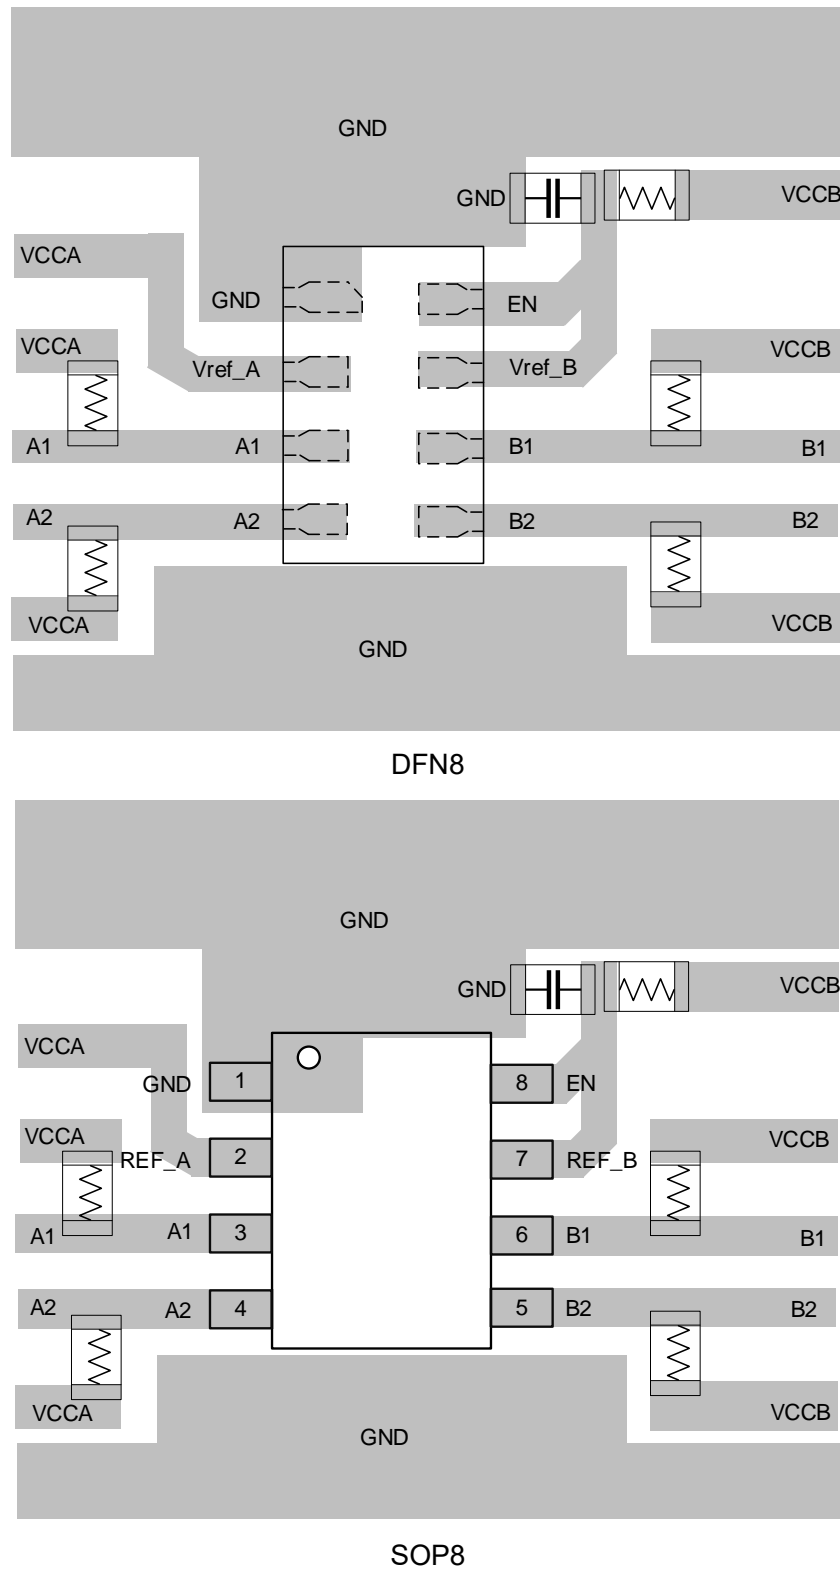 GND
GND VCCB
VCCA
GND EN
VCCA Vref_A Vref_B VCCB
A1 A1 B1 B1
A2 A2 B2 B2
VCCA VCCB
GND
DFN8
GND
GND VCCB
VCCA
GND 1 8 EN
VCCA VCCB
REF_A 2 7 REF_B
A1 A1 3 6 B1 B1
A2 A2 4 5 B2 B2
VCCA VCCB
GND
SOP8